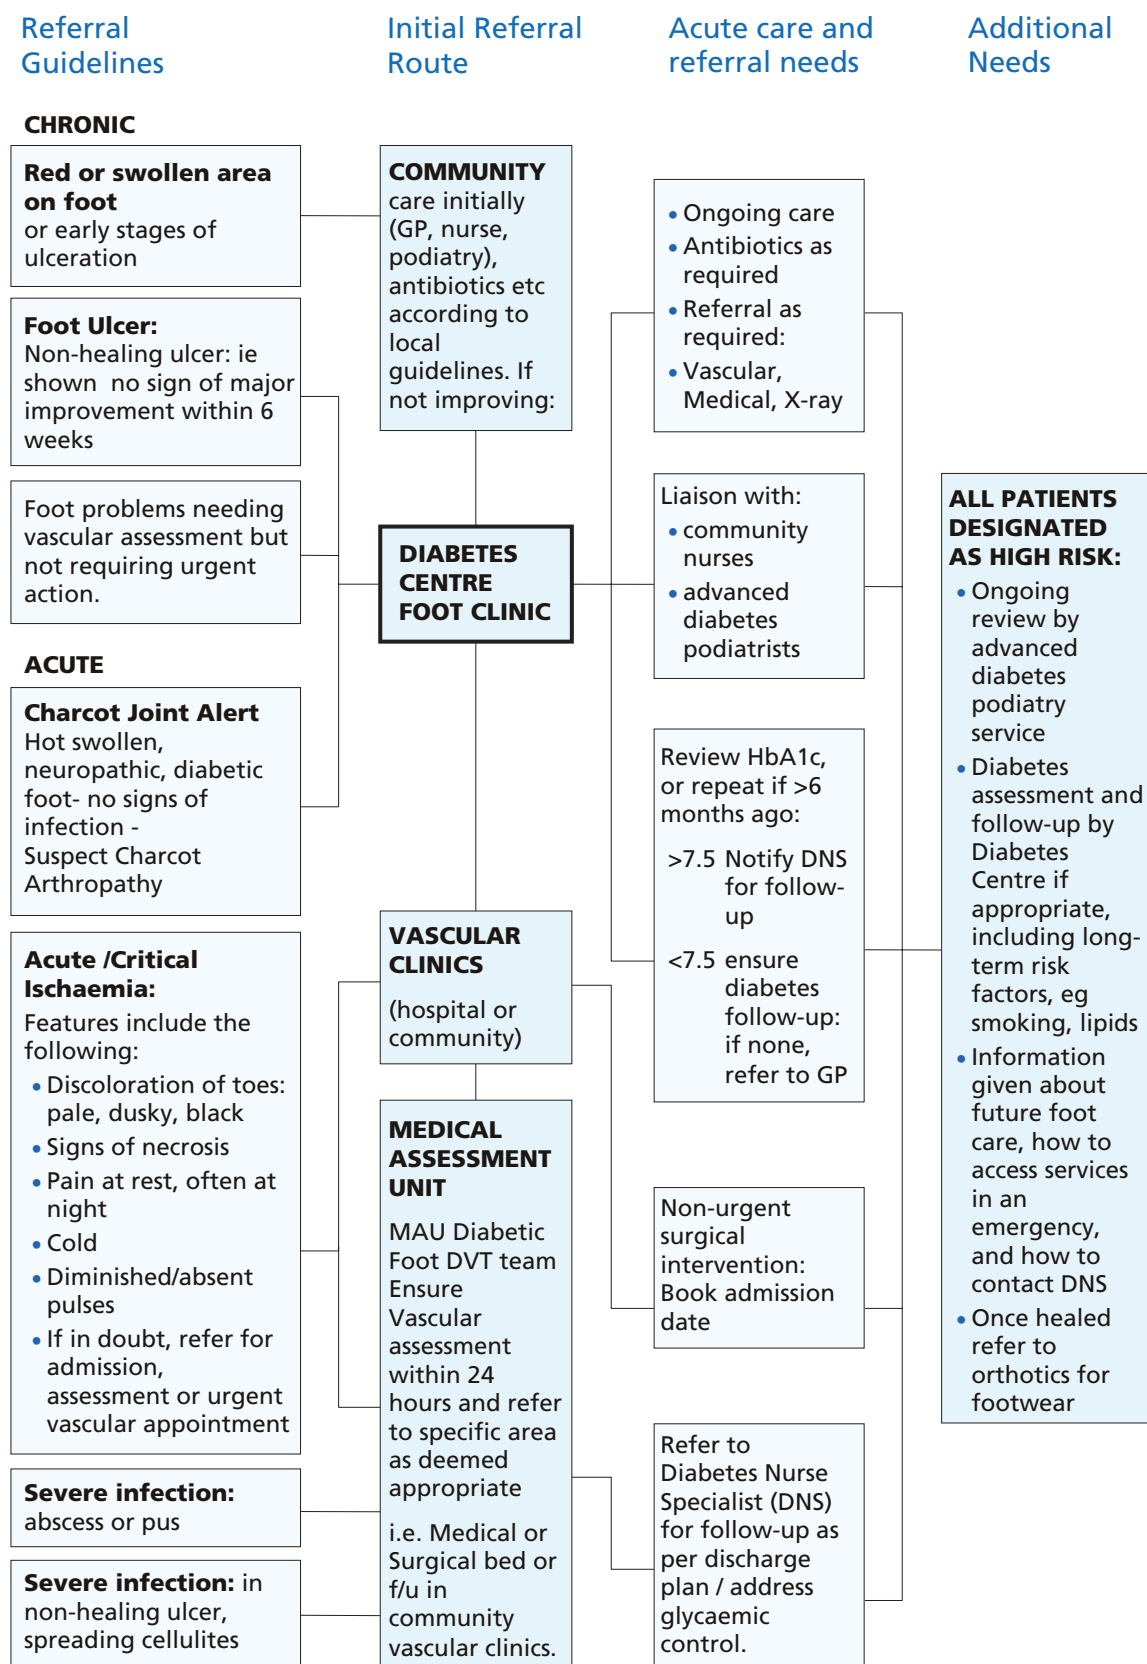 Referral
Guidelines
Initial Referral
Route
Acute care and
referral needs
Additional
Needs
CHRONIC
Red or swollen area
on foot
or early stages of
ulceration
Foot Ulcer:
Non-healing ulcer: ie
shown no sign of major
improvement within 6
weeks
Foot problems needing
vascular assessment but
not requiring urgent
action.
ACUTE
Charcot Joint Alert
Hot swollen,
neuropathic, diabetic
foot- no signs of
infection -
Suspect Charcot
Arthropathy
Acute /Critical
Ischaemia:
Features include the
following:
• Discoloration of toes:
pale, dusky, black
• Signs of necrosis
• Pain at rest, often at
night
• Cold
• Diminished/absent
pulses
• If in doubt, refer for
admission,
assessment or urgent
vascular appointment
Severe infection:
abscess or pus
Severe infection: in
non-healing ulcer,
spreading cellulites
COMMUNITY
care initially
(GP, nurse,
podiatry),
antibiotics etc
according to
local
guidelines. If
not improving:
DIABETES
CENTRE
FOOT CLINIC
VASCULAR
CLINICS
(hospital or
community)
MEDICAL
ASSESSMENT
UNIT
MAU Diabetic
Foot DVT team
Ensure
Vascular
assessment
within 24
hours and refer
to specific area
as deemed
appropriate
i.e. Medical or
Surgical bed or
f/u in
community
vascular clinics.
• Ongoing care
• Antibiotics as
required
• Referral as
required:
• Vascular,
Medical, X-ray
Liaison with:
• community
nurses
• advanced
diabetes
podiatrists
Review HbA1c,
or repeat if >6
months ago:
>7.5 Notify DNS
for follow-
up
<7.5 ensure
diabetes
follow-up:
if none,
refer to GP
Non-urgent
surgical
intervention:
Book admission
date
Refer to
Diabetes Nurse
Specialist (DNS)
for follow-up as
per discharge
plan / address
glycaemic
control.
ALL PATIENTS
DESIGNATED
AS HIGH RISK:
• Ongoing
review by
advanced
diabetes
podiatry
service
• Diabetes
assessment and
follow-up by
Diabetes
Centre if
appropriate,
including long-
term risk
factors, eg
smoking, lipids
• Information
given about
future foot
care, how to
access services
in an
emergency,
and how to
contact DNS
• Once healed
refer to
orthotics for
footwear